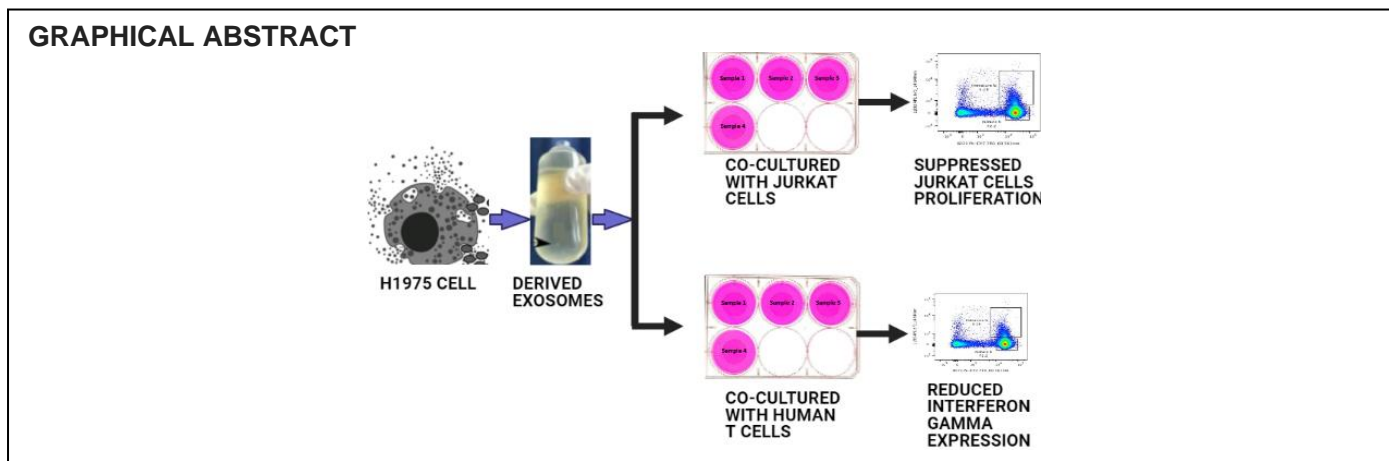 GRAPHICAL ABSTRACT
H1975 CELL
DERIVED
EXOSOMES
Sample 1 Sample 2 Sample 3
Sample 4
CO-CULTURED
WITH JURKAT
CELLS
SUPPRESSED
JURKAT CELLS
PROLIFERATION
Sample 1 Sample 2 Sample 3
Sample 4
CO-CULTURED
WITH HUMAN
T CELLS
REDUCED
INTERFERON
GAMMA
EXPRESSION